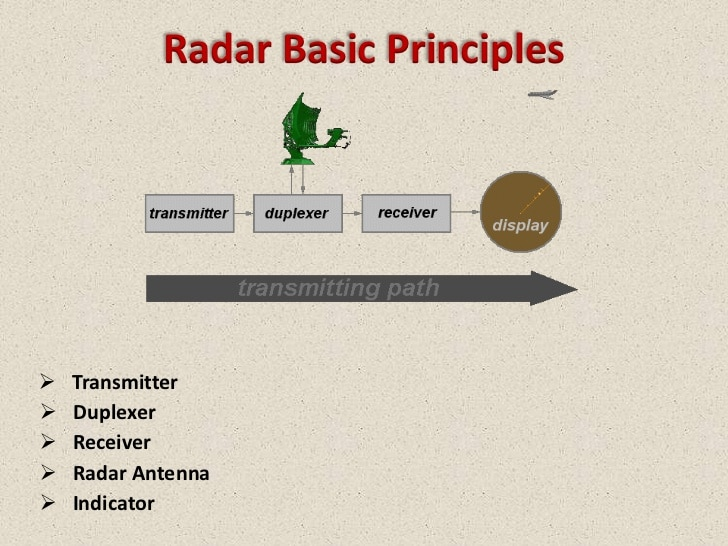 Radar Basic Principles
transmitter duplexer receiver display
transmitting path
➢ Transmitter
➢ Duplexer
➢ Receiver
➢ Radar Antenna
➢ Indicator